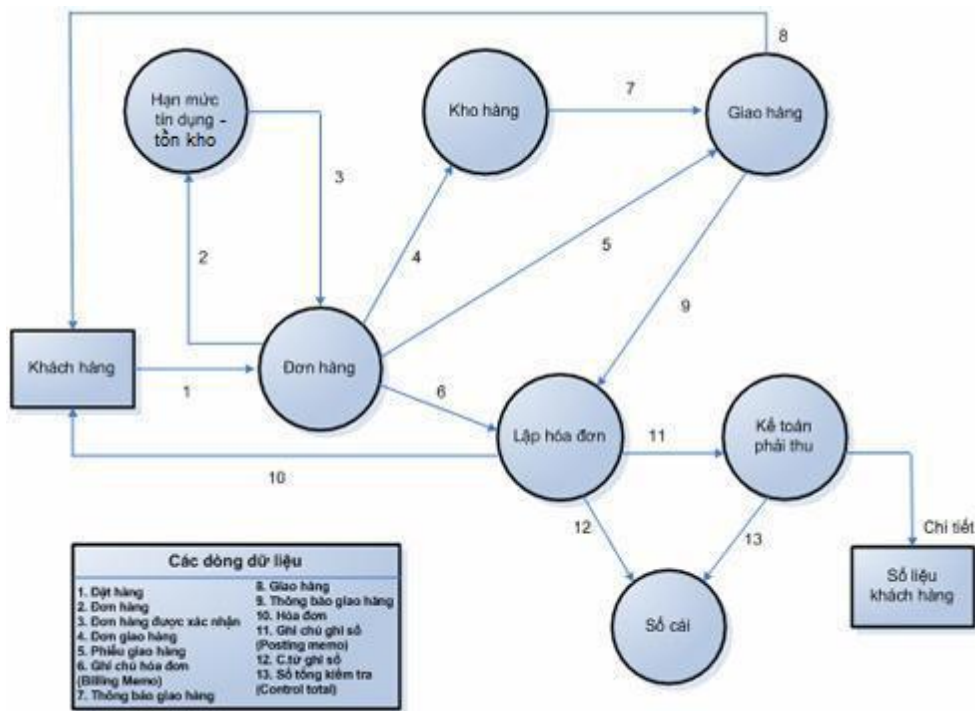 8
Hạn mức
tín dụng -
tồn kho
Kho hàng
7
Giao hàng
3
2
4
5
9
Khách hàng
1
Đơn hàng
6
Lập hóa đơn
11
Kế toán
phải thu
10
12
13
Chi tiết
Sổ cái
Số liệu
khách hàng
Các dòng dữ liệu
1. Đặt hàng
2. Đơn hàng
3. Đơn hàng được xác nhận
4. Đơn giao hàng
5. Phiếu giao hàng
6. Ghi chú hóa đơn
(Billing Memo)
7. Thông báo giao hàng
8. Giao hàng
9. Thông báo giao hàng
10. Hóa đơn
11. Ghi chú ghi sổ
(Posting memo)
12. C.từ ghi sổ
13. Số tổng kiểm tra
(Control total)